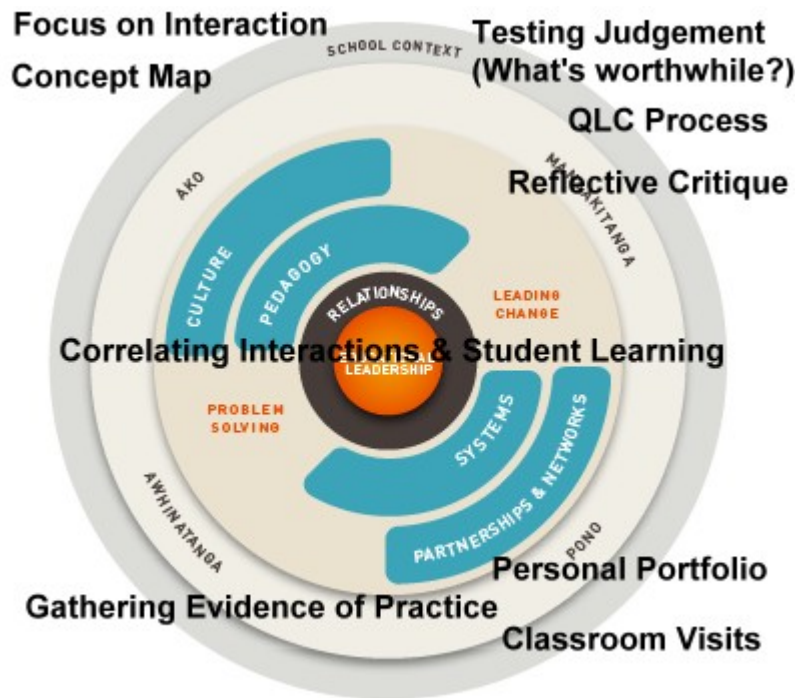 Focus on Interaction
SCHOOL CONTEXT
Testing Judgement
(What's worthwhile?)
Concept Map
QLC Process
AKO
Reflective Critique
CULTURE
PEDAGOGY
RELATIONSHIPS
LEADING
CHANGE
Correlating Interactions & Student Learning
LEADERSHIP
PROBLEM
SOLVING
SYSTEMS
PARTNERSHIPS & NETWORKS
AWHINATANGA
PONO
Personal Portfolio
Gathering Evidence of Practice
Classroom Visits